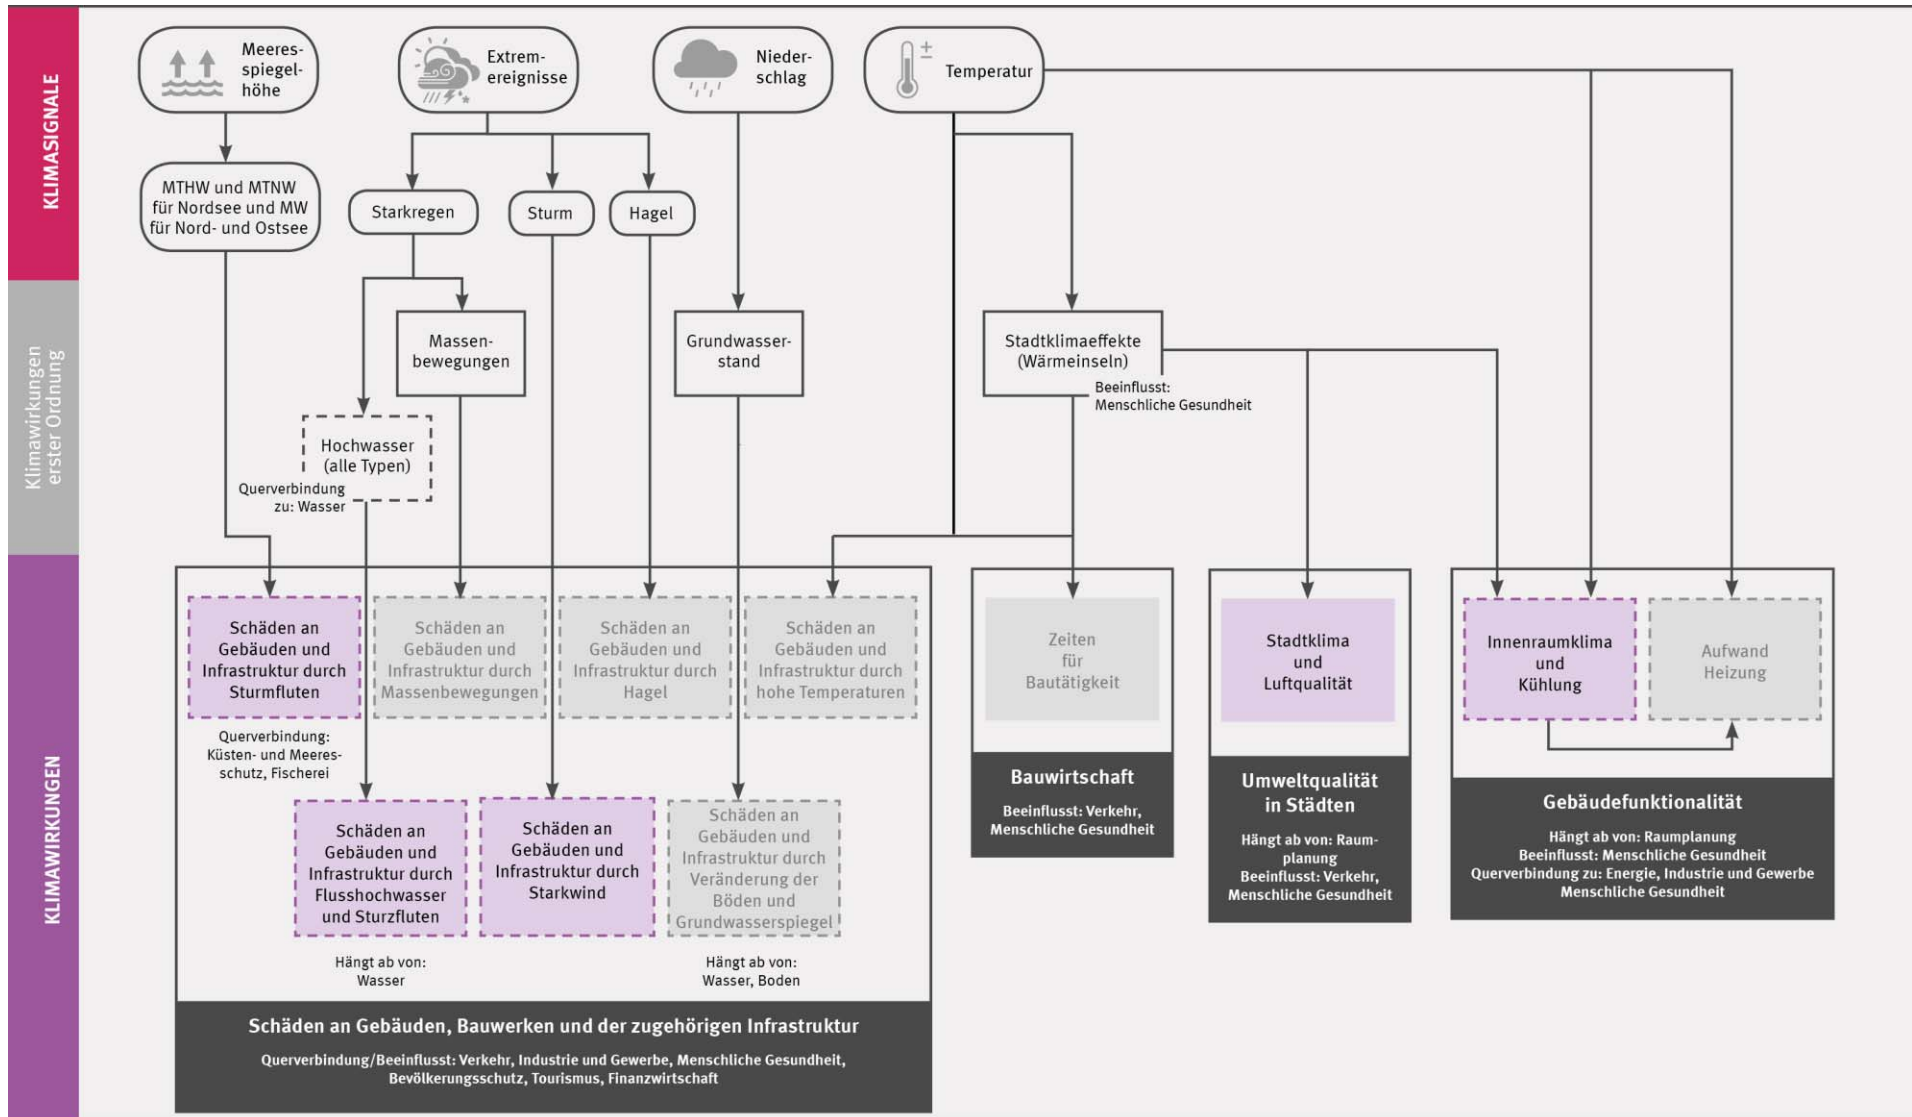 KLIMASIGNALE
Meeres-
spiegel-
höhe
Extrem-
ereignisse
Nieder-
schlag
±
Temperatur
MTHW und MTNW
für Nordsee und MW
für Nord- und Ostsee
Starkregen
Sturm
Hagel
Klimawirkungen
erster Ordnung
Massen-
bewegungen
Grundwasser-
stand
Stadtklimaeffekte
(Wärmeinseln)
Beeinflusst:
Menschliche Gesundheit
Hochwasser
(alle Typen)
Querverbindung
zu: Wasser
KLIMAWIRKUNGEN
Schäden an
Gebäuden und
Infrastruktur durch
Sturmfluten
Querverbindung:
Küsten- und Meeres-
schutz, Fischerei
Schäden an
Gebäuden und
Infrastruktur durch
Massenbewegungen
Schäden an
Gebäuden und
Infrastruktur durch
Hagel
Schäden an
Gebäuden und
Infrastruktur durch
hohe Temperaturen
Schäden an
Gebäuden und
Infrastruktur durch
Flusshochwasser
und Sturzfluten
Hängt ab von:
Wasser
Schäden an
Gebäuden und
Infrastruktur durch
Starkwind
Schäden an
Gebäuden und
Infrastruktur durch
Veränderung der
Böden und
Grundwasserspiegel
Hängt ab von:
Wasser, Boden
Schäden an Gebäuden, Bauwerken und der zugehörigen Infrastruktur
Querverbindung/Beeinflusst: Verkehr, Industrie und Gewerbe, Menschliche Gesundheit,
Bevölkerungsschutz, Tourismus, Finanzwirtschaft
Zeiten
für
Bautätigkeit
Bauwirtschaft
Beeinflusst: Verkehr,
Menschliche Gesundheit
Stadtklima
und
Luftqualität
Umweltqualität
in Städten
Hängt ab von: Raum-
planung
Beeinflusst: Verkehr,
Menschliche Gesundheit
Innenraumklima
und
Kühlung
Aufwand
Heizung
Gebäudefunktionalität
Hängt ab von: Raumplanung
Beeinflusst: Menschliche Gesundheit
Querverbindung zu: Energie, Industrie und Gewerbe
Menschliche Gesundheit